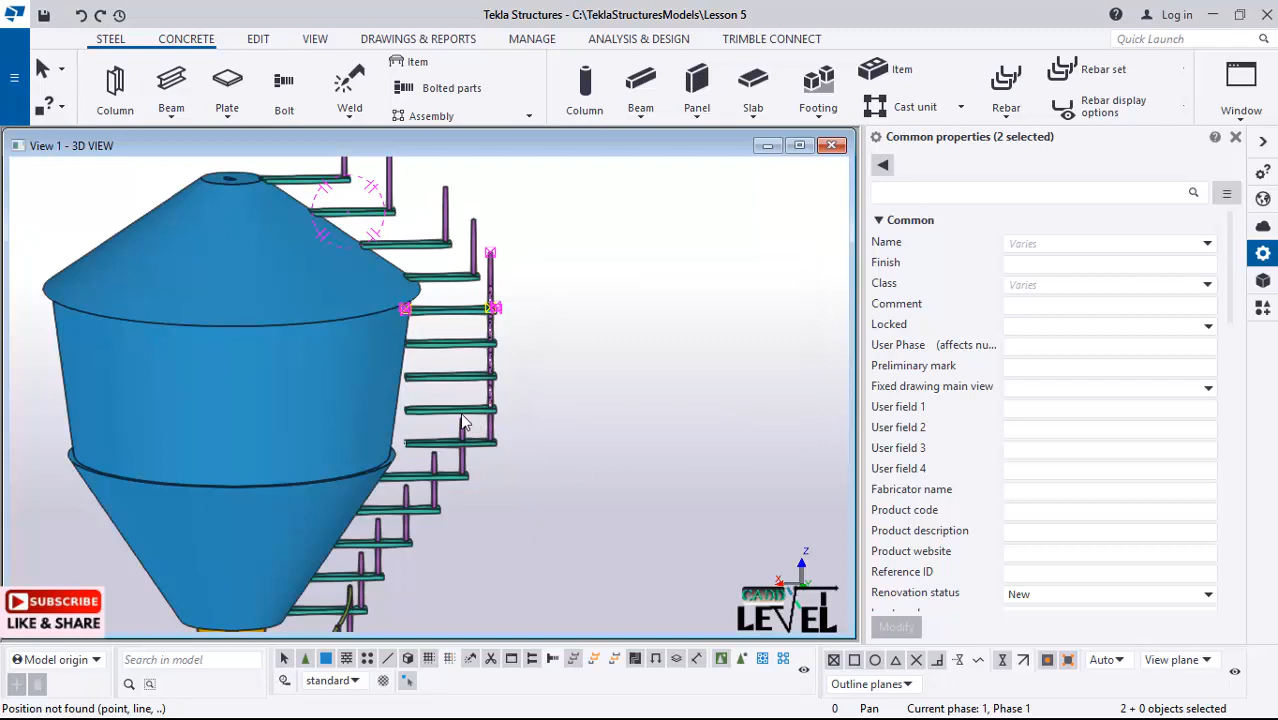 Tekla Structures - C:\TeklaStructuresModels\Lesson 5
Log in
STEEL CONCRETE EDIT VIEW DRAWINGS & REPORTS MANAGE ANALYSIS & DESIGN TRIMBLE CONNECT
Quick Launch
Column Beam Plate Bolt Weld
Item
Bolted parts
Assembly
Column Beam Panel Slab Footing
Item
Cast unit
Rebar
Rebar set
Rebar display options
Window
View 1 - 3D VIEW
Common properties (2 selected)
Common
Name Varies
Finish
Class Varies
Comment
Locked
User Phase (affects nu...
Preliminary mark
Fixed drawing main view
User field 1
User field 2
User field 3
User field 4
Fabricator name
Product code
Product description
Product website
Reference ID
Renovation status New
Modify
Z
X
CADD
LEVEL
SUBSCRIBE
LIKE & SHARE
Model origin
Search in model
standard
Auto
View plane
Outline planes
Position not found (point, line, ..)
0 Pan Current phase: 1, Phase 1 2 + 0 objects selected